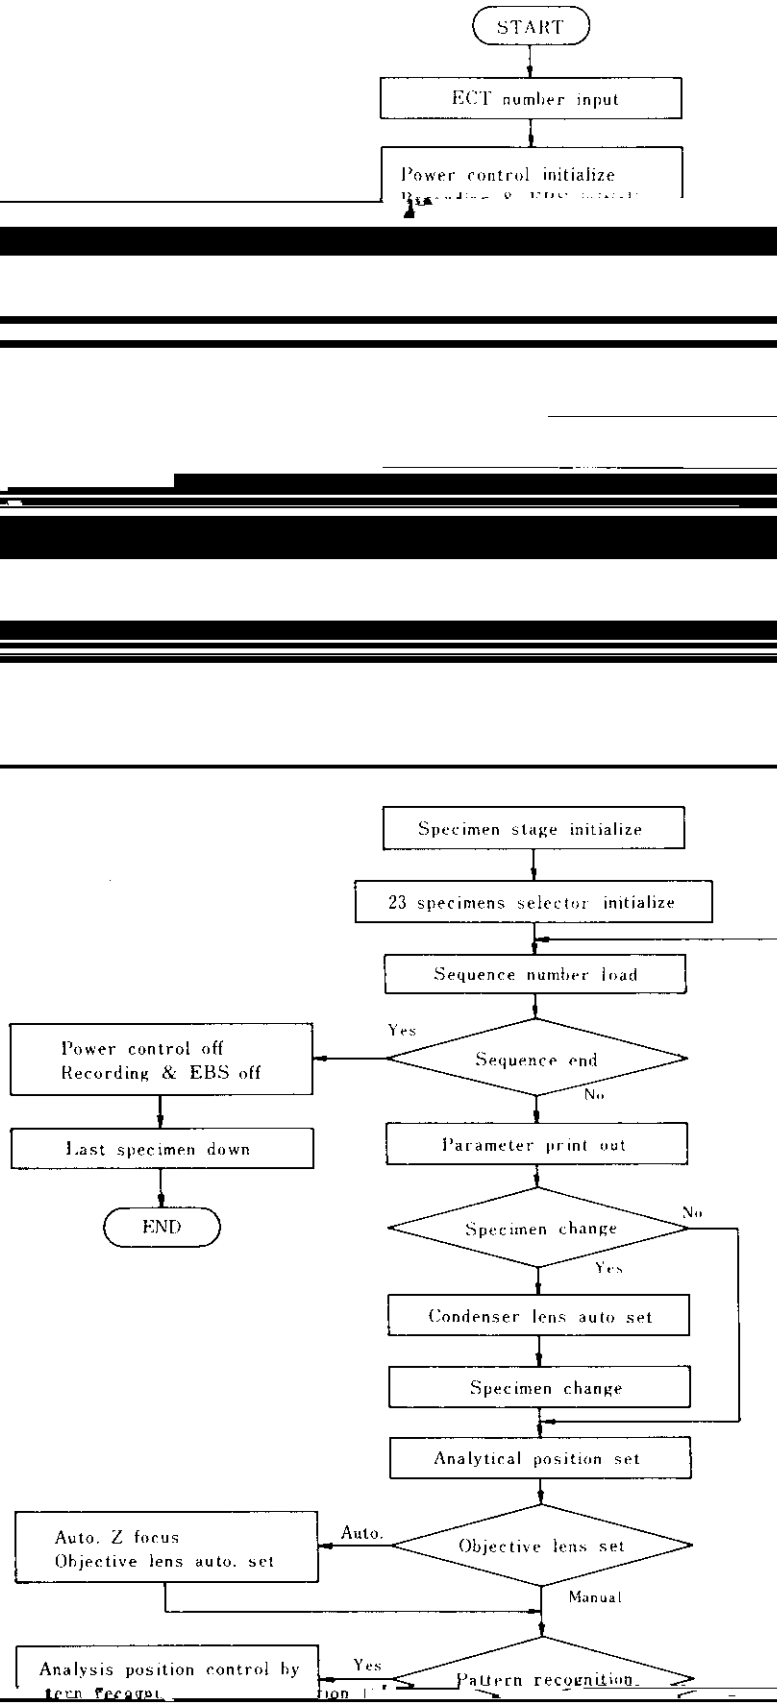 START
ECT number input
Power control initialize
& EBS
Specimen stage initialize
23 specimens selector initialize
Sequence number load
Yes
Power control off
Recording & EBS off
Sequence end
No
Last specimen down
Parameter print out
END
Specimen change
No
Yes
Condenser lens auto set
Specimen change
Analytical position set
Auto. Z focus
Objective lens auto. set
Auto.
Objective lens set
Manual
Analysis position control by
Yes
Pattern recognition